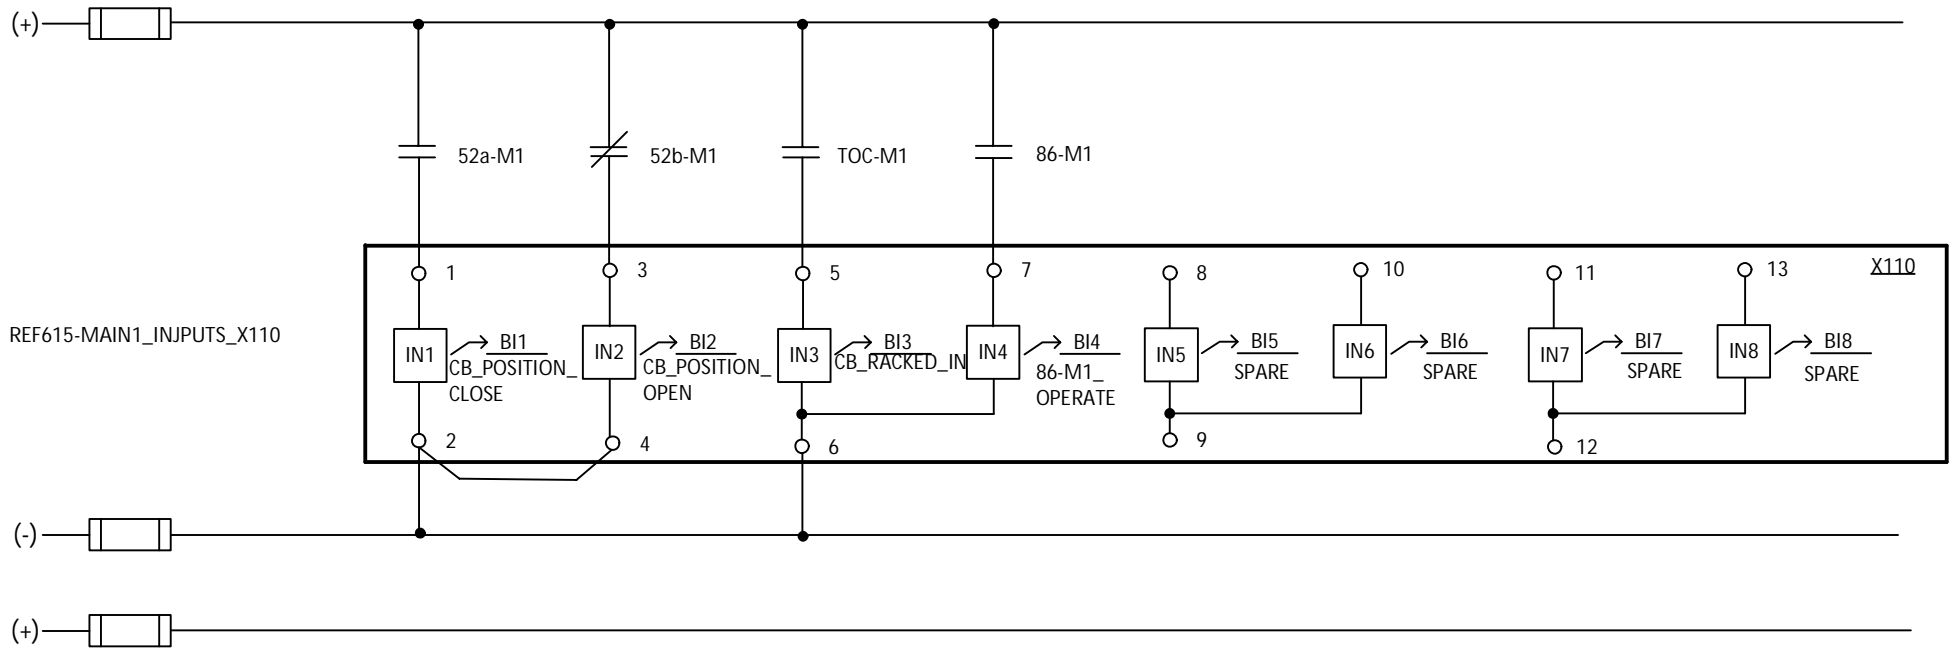 (+)
52a-M1
52b-M1
TOC-M1
86-M1
1
3
5
7
8
10
11
13
X110
REF615-MAIN1_INJPUTS_X110
IN1
BI1
CB_POSITION_
CLOSE
IN2
BI2
CB_POSITION_
OPEN
IN3
BI3
CB_RACKED_IN
IN4
BI4
86-M1_
OPERATE
IN5
BI5
SPARE
IN6
BI6
SPARE
IN7
BI7
SPARE
IN8
BI8
SPARE
2
4
6
9
12
(-)
(+)